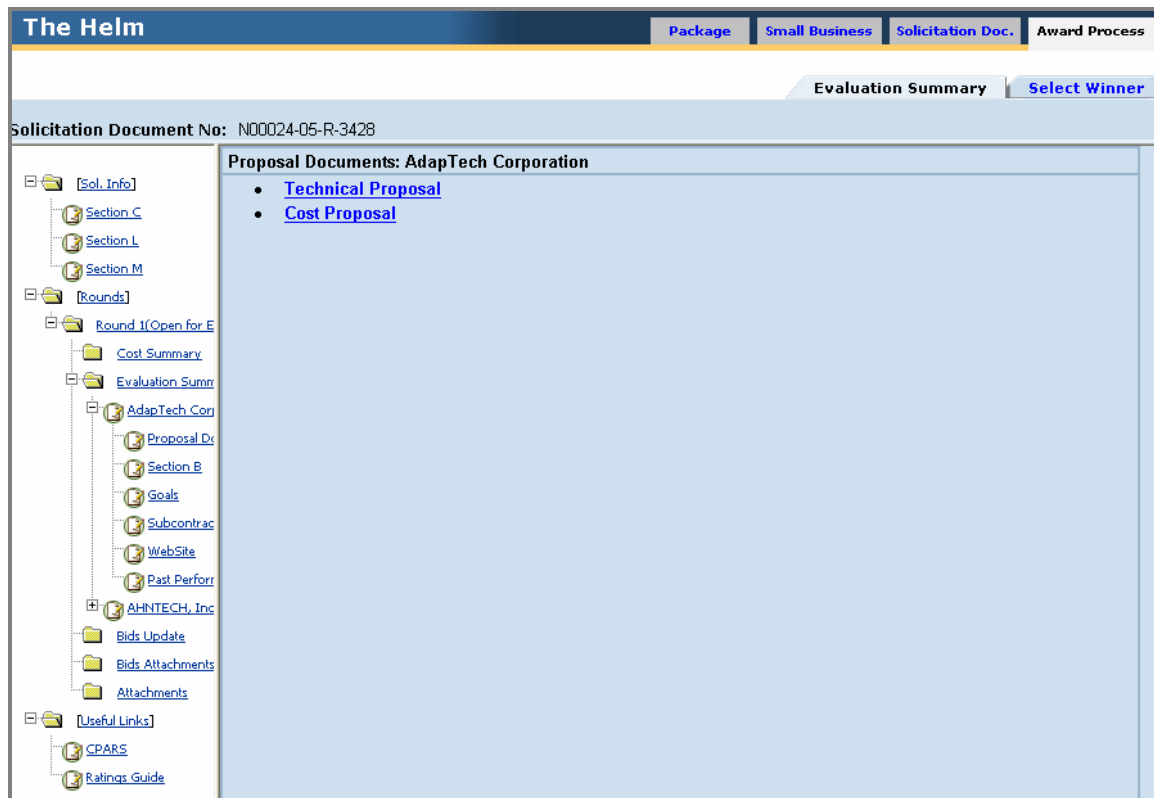 The Helm
Package Small Business Solicitation Doc. Award Process
Evaluation Summary Select Winner
Solicitation Document No: N00024-05-R-3428
[Sol. Info]
Section C
Section L
Section M
[Rounds]
Round 1(Open for E
Cost Summary
Evaluation Summ
AdapTech Corp
Proposal Do
Section B
Goals
Subcontrac
WebSite
Past Perform
AHNTECH, Inc
Bids Update
Bids Attachments
Attachments
[Useful Links]
CPARS
Ratings Guide
Proposal Documents: AdapTech Corporation
• Technical Proposal
• Cost Proposal